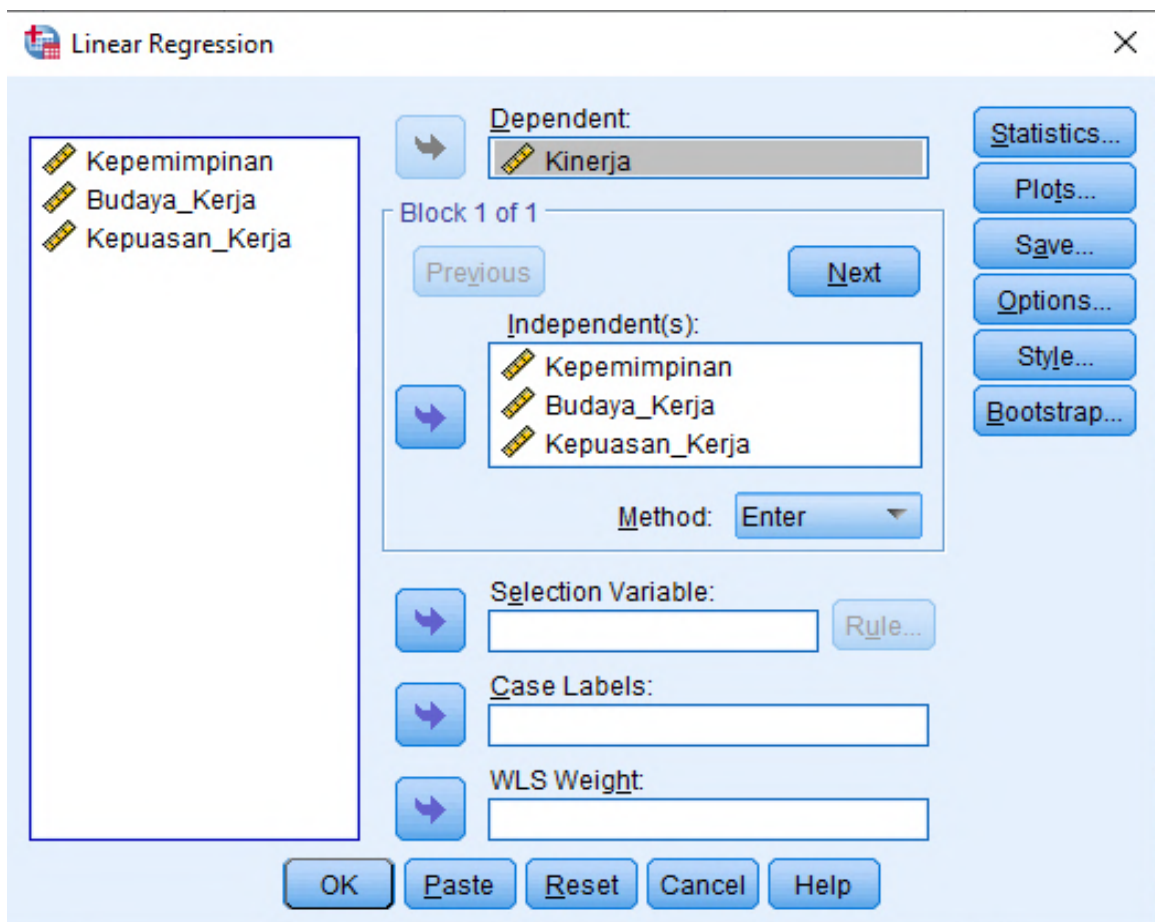 Linear Regression
Kepemimpinan
Budaya_Kerja
Kepuasan_Kerja
Dependent:
Kinerja
Block 1 of 1
Previous
Next
Independent(s):
Kepemimpinan
Budaya_Kerja
Kepuasan_Kerja
Method:
Enter
Selection Variable:
Rule...
Case Labels:
WLS Weight:
Statistics...
Plots...
Save...
Options...
Style...
Bootstrap...
OK
Paste
Reset
Cancel
Help